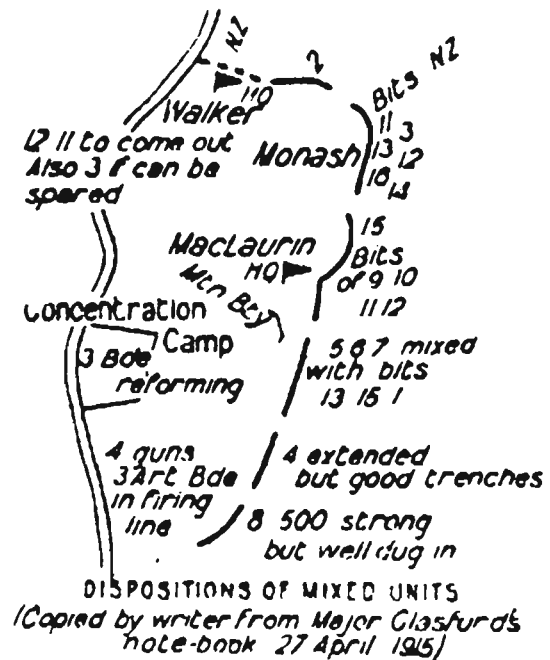 NZ
2
HQ
Walker
Bits NZ
11
3
13
12
16
14
12 11 to come out
Also 3 if can be
spared
Monash
15
Bits
of 9 10
11 12
MacLaurin
HQ
Mtn Bty
Concentration
Camp
3 Bde
reforming
5 6 7 mixed
with bits
13 15 1
4 guns
3 Art Bde
in firing
line
4 extended
but good trenches
8 500 strong
but well dug in
DISPOSITIONS OF MIXED UNITS
(Copied by writer from Major Glasfurd's
note-book 27 April 1915)